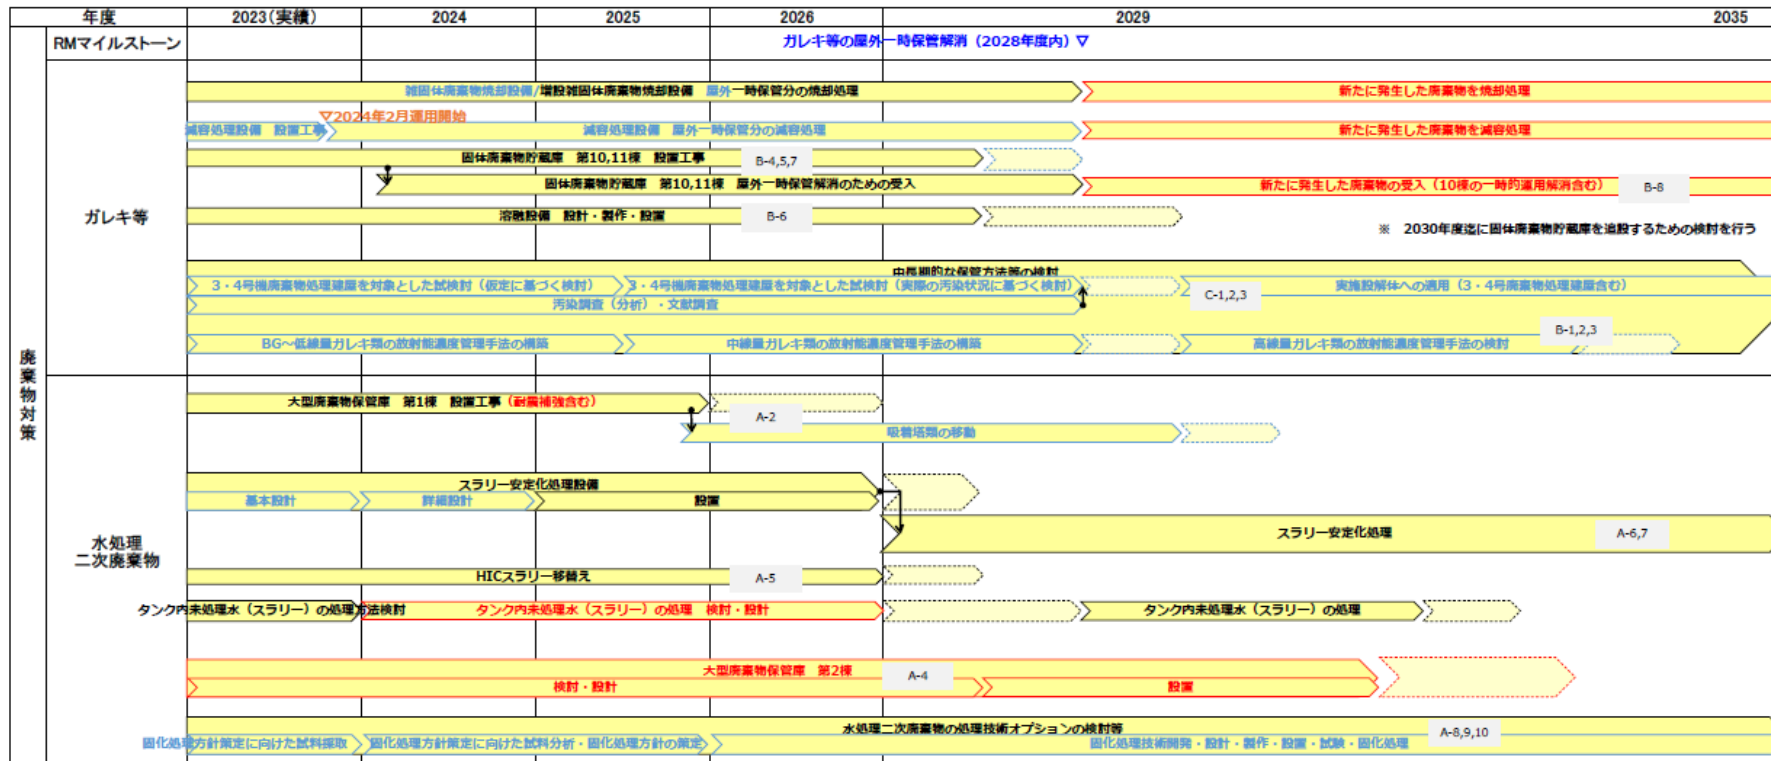 年度 2023(実績) 2024 2025 2026 2029 2035
RMマイルストーン
ガレキ等の屋外一時保管解消（2028年度内）▽
雑固体廃棄物焼却設備/増設雑固体廃棄物焼却設備　屋外一時保管分の焼却処理
新たに発生した廃棄物を焼却処理
▽2024年2月運用開始
減容処理設備　設置工事
減容処理設備　屋外一時保管分の減容処理
新たに発生した廃棄物を減容処理
固体廃棄物貯蔵庫　第10,11棟　設置工事
B-4,5,7
固体廃棄物貯蔵庫　第10,11棟　屋外一時保管解消のための受入
新たに発生した廃棄物の受入（10棟の一時的運用解消含む）
B-8
ガレキ等
溶融設備　設計・製作・設置
B-6
※　2030年度迄に固体廃棄物貯蔵庫を追設するための検討を行う
中長期的な保管方法等の検討
3・4号機廃棄物処理建屋を対象とした試検討（仮定に基づく検討）
3・4号機廃棄物処理建屋を対象とした試検討（実際の汚染状況に基づく検討）
実施設解体への適用（3・4号廃棄物処理建屋含む）
C-1,2,3
汚染調査（分析）・文献調査
B-1,2,3
BG～低線量ガレキ類の放射能濃度管理手法の構築
中線量ガレキ類の放射能濃度管理手法の構築
高線量ガレキ類の放射能濃度管理手法の検討
廃棄物対策
大型廃棄物保管庫　第1棟　設置工事（耐震補強含む）
A-2
吸着塔類の移動
スラリー安定化処理設備
基本設計
詳細設計
設置
水処理
二次廃棄物
スラリー安定化処理
A-6,7
HICスラリー移替え
A-5
タンク内未処理水（スラリー）の処理方法検討
タンク内未処理水（スラリー）の処理　検討・設計
タンク内未処理水（スラリー）の処理
大型廃棄物保管庫　第2棟
A-4
検討・設計
設置
水処理二次廃棄物の処理技術オプションの検討等
A-8,9,10
固化処理方針策定に向けた試料採取
固化処理方針策定に向けた試料分析・固化処理方針の策定
固化処理技術開発・設計・製作・設置・試験・固化処理